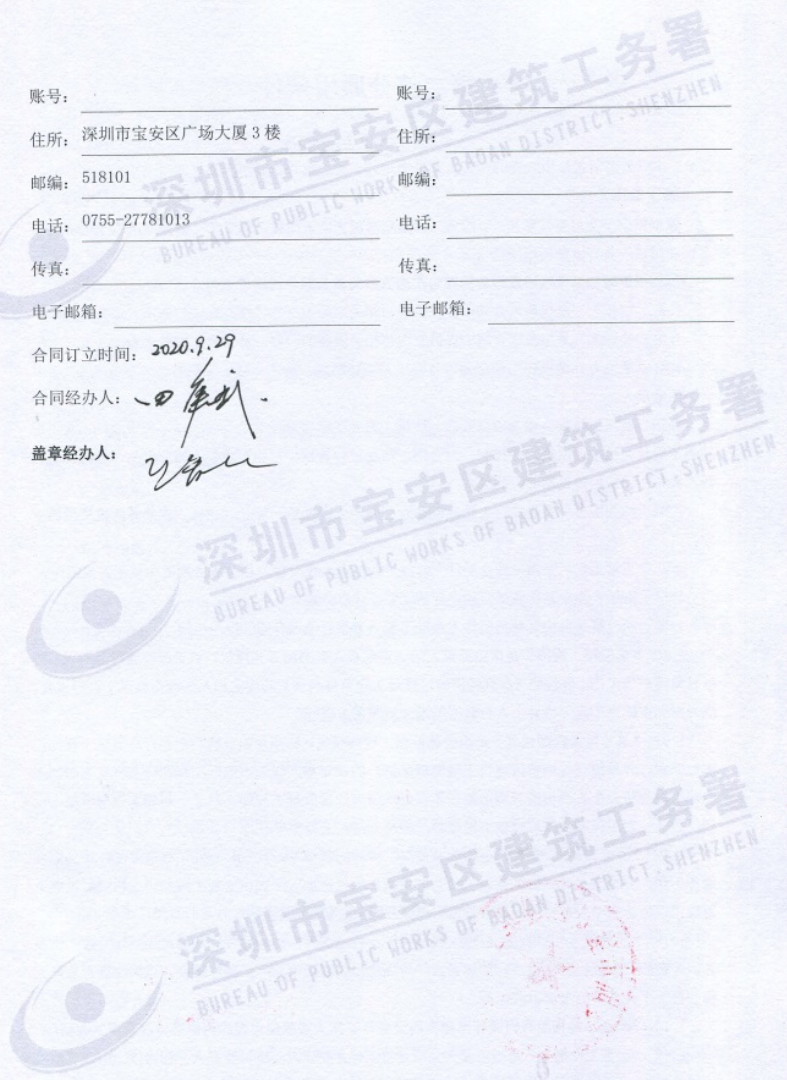 账号： 账号：
住所：深圳市宝安区广场大厦3楼 住所：
邮编：518101 邮编：
电话：0755-27781013 电话：
传真： 传真：
电子邮箱： 电子邮箱：
合同订立时间：2020.9.29
合同经办人：
盖章经办人：
深圳市宝安区建筑工务署
BUREAU OF PUBLIC WORKS OF BAOAN DISTRICT.SHENZHEN
深圳市宝安区建筑工务署
BUREAU OF PUBLIC WORKS OF BAOAN DISTRICT.SHENZHEN
深圳市宝安区建筑工务署
BUREAU OF PUBLIC WORKS OF BAOAN DISTRICT.SHENZHEN